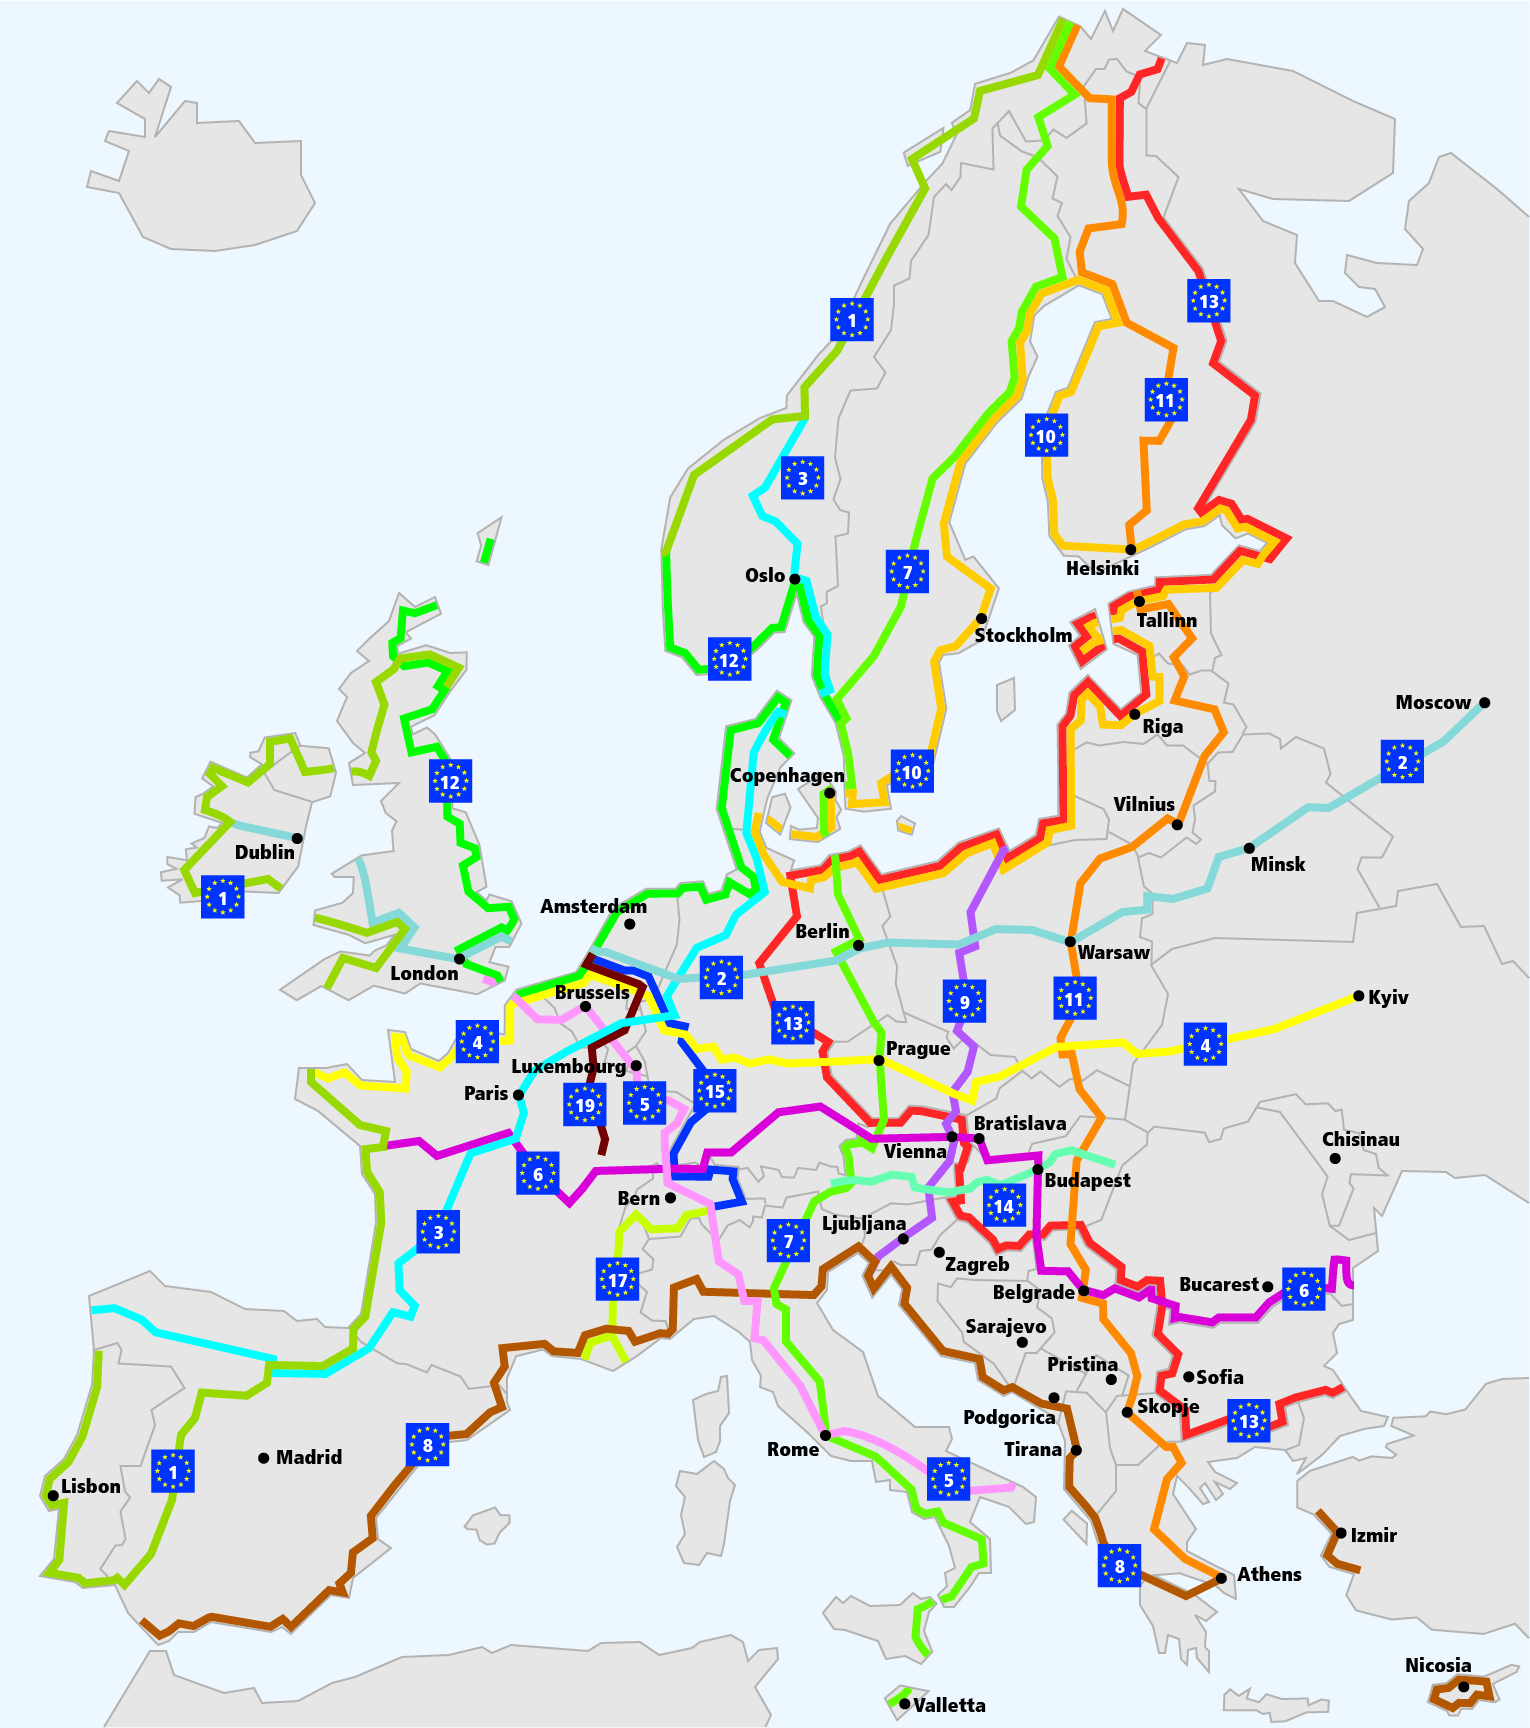 1
13
11
10
3
Oslo
7
Helsinki
Tallinn
Stockholm
12
Moscow
Riga
2
12
10
Copenhagen
Vilnius
Dublin
Minsk
1
Amsterdam
Berlin
Warsaw
London
2
Brussels
9
11
Kyiv
13
4
4
Prague
Luxembourg
Paris
19
5
15
Bratislava
Vienna
Chisinau
6
Budapest
Bern
14
3
Ljubljana
7
Zagreb
17
Belgrade
Bucarest
6
Sarajevo
Pristina
Sofia
Skopje
Podgorica
13
8
Rome
Tirana
Madrid
1
Lisbon
5
Izmir
8
Athens
Nicosia
Valletta